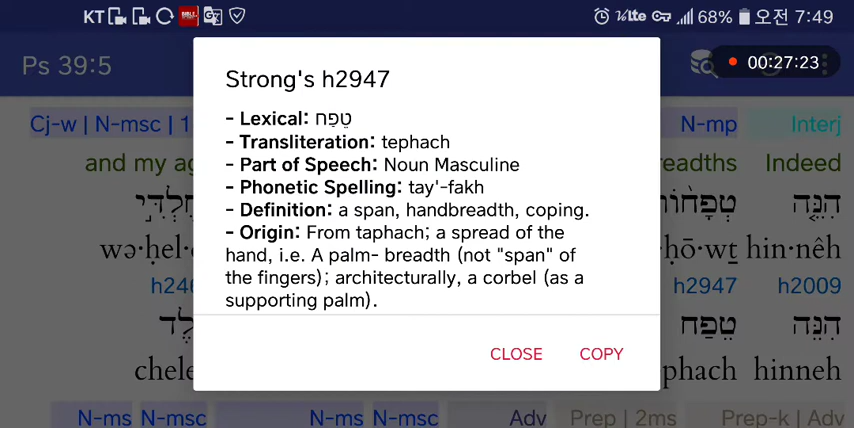 KT 68% 오전 7:49
Ps 39:5
00:27:23
Strong's h2947
- Lexical: טֵפַח
- Transliteration: tephach
- Part of Speech: Noun Masculine
- Phonetic Spelling: tay'-fakh
- Definition: a span, handbreadth, coping.
- Origin: From taphach; a spread of the
hand, i.e. A palm- breadth (not "span" of
the fingers); architecturally, a corbel (as a
supporting palm).
CLOSE COPY
Cj-w | N-msc | 1 N-mp Interj
and my ag readths Indeed
הִנֵּ֤ה
wə·ḥel·d ḥō·wṯ hin·nêh
h246 h2947 h2009
טֵפַח הִנֵּה
chele phach hinneh
N-ms N-msc N-ms N-msc Adv Prep | 2ms Prep-k | Adv